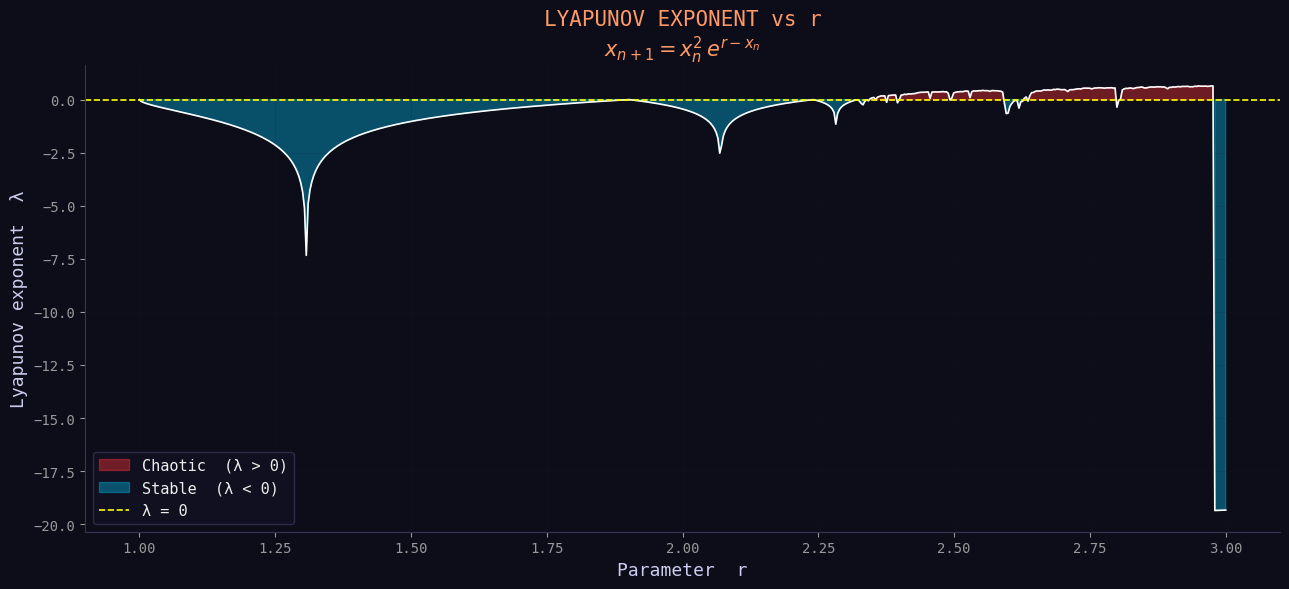 LYAPUNOV EXPONENT vs r
x_{n+1} = x_n^2 e^{r-x_n}
Lyapunov exponent λ
0.0
−2.5
−5.0
−7.5
−10.0
−12.5
−15.0
−17.5
−20.0
Chaotic (λ > 0)
Stable (λ < 0)
λ = 0
1.00 1.25 1.50 1.75 2.00 2.25 2.50 2.75 3.00
Parameter r